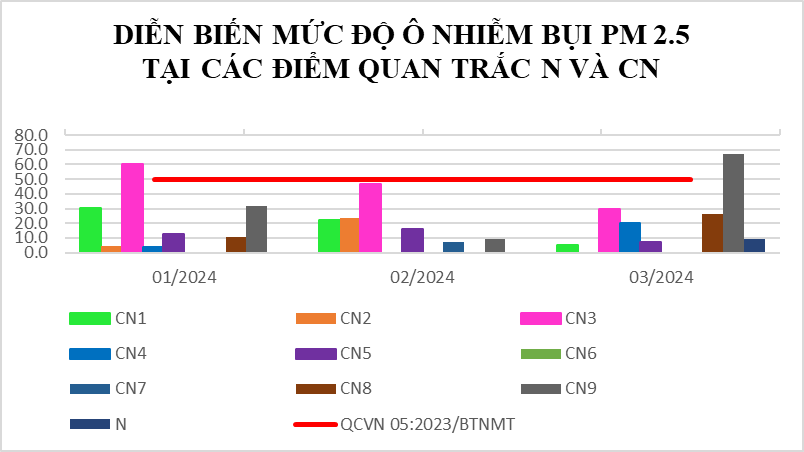 DIỄN BIẾN MỨC ĐỘ Ô NHIỄM BỤI PM 2.5
TẠI CÁC ĐIỂM QUAN TRẮC N VÀ CN
80.0
70.0
60.0
50.0
40.0
30.0
20.0
10.0
0.0
01/2024 02/2024 03/2024
CN1 CN2 CN3
CN4 CN5 CN6
CN7 CN8 CN9
N QCVN 05:2023/BTNMT